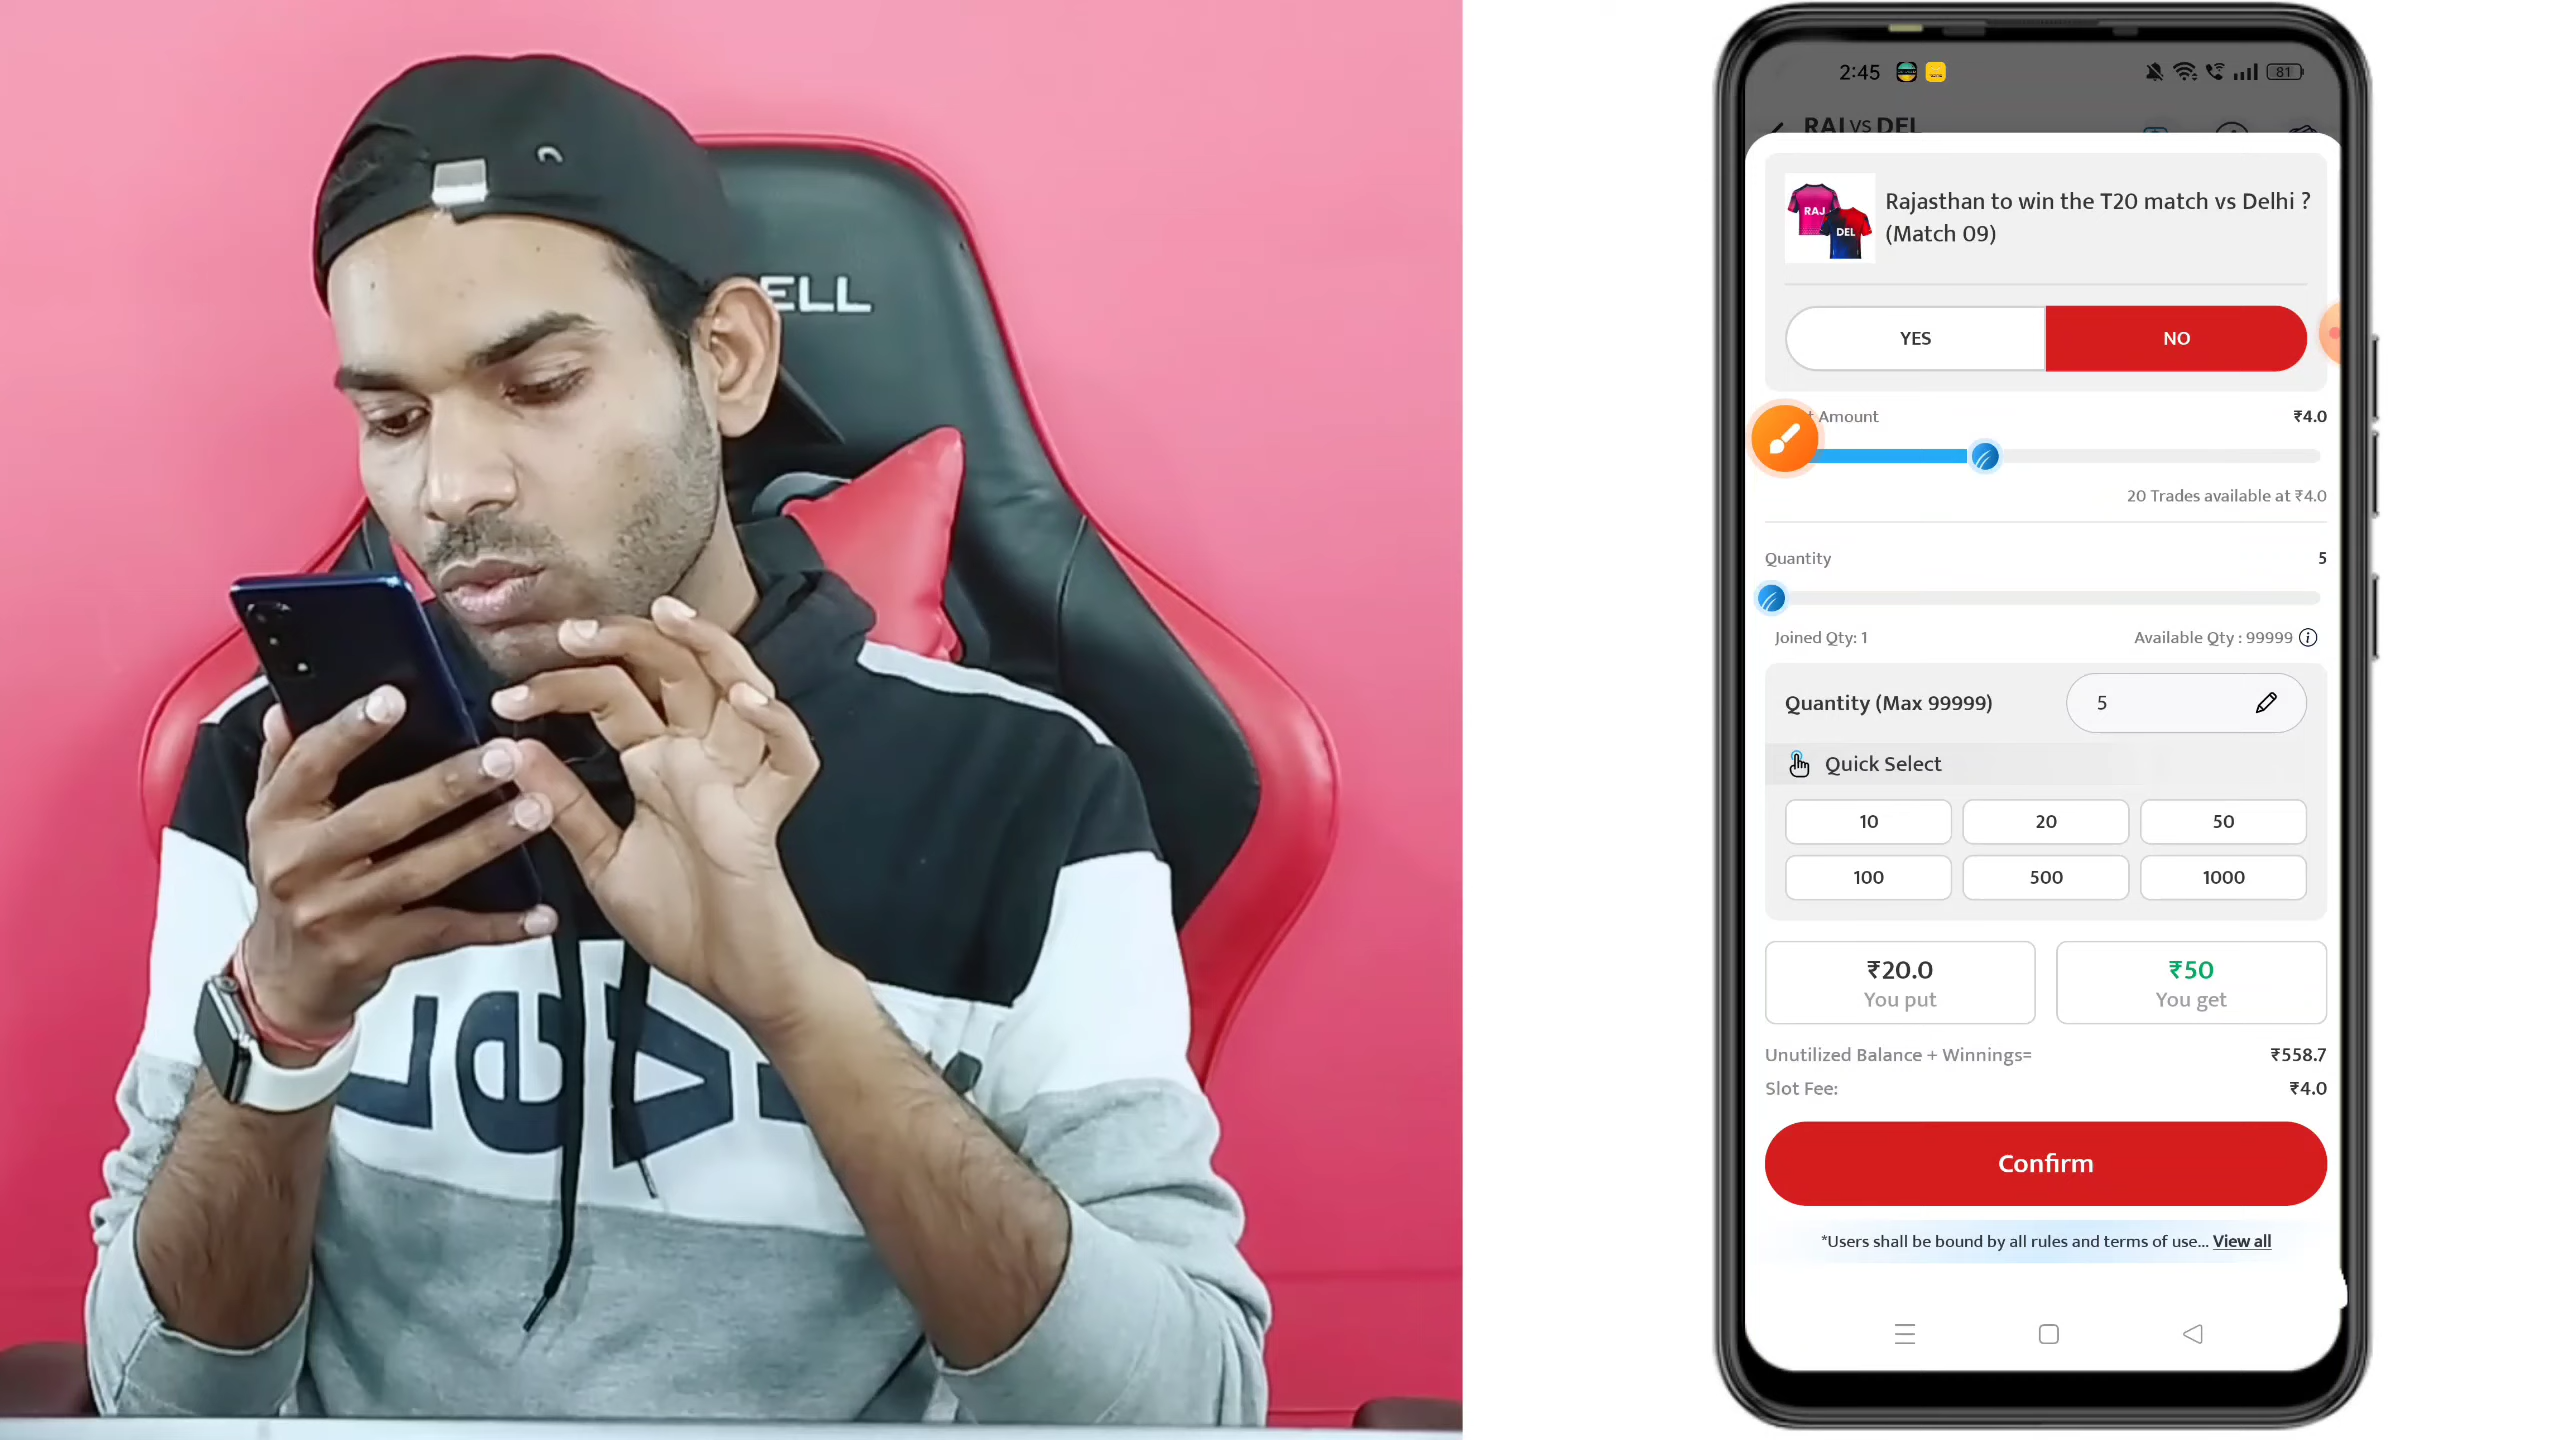 ELL
Lev
2:45
81
RAJ vs DEL
RAJ
DEL
Rajasthan to win the T20 match vs Delhi ?
(Match 09)
YES
NO
t Amount
₹4.0
20 Trades available at ₹4.0
Quantity
5
Joined Qty: 1
Available Qty : 99999
Quantity (Max 99999)
5
Quick Select
10
20
50
100
500
1000
₹20.0
You put
₹50
You get
Unutilized Balance + Winnings=
₹558.7
Slot Fee:
₹4.0
Confirm
*Users shall be bound by all rules and terms of use... View all